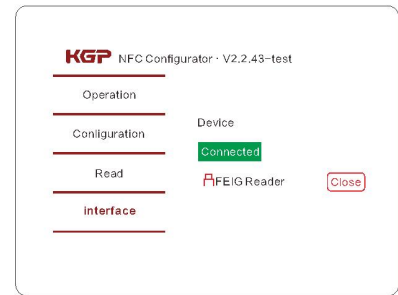 KGP NFC Configurator · V2.2.43-test
Operation
Configuration
Device
Connected
Read
FEIG Reader
Close
interface